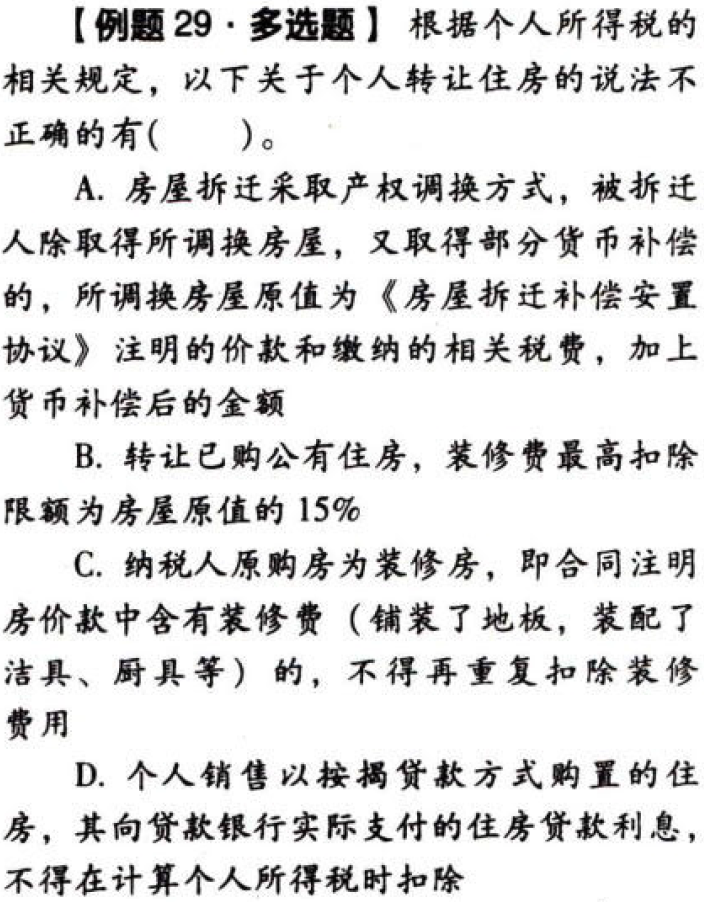 【例题 29·多选题】 根据个人所得税的
相关规定，以下关于个人转让住房的说法不
正确的有(　　)。
A. 房屋拆迁采取产权调换方式，被拆迁
人除取得所调换房屋，又取得部分货币补偿
的，所调换房屋原值为《房屋拆迁补偿安置
协议》注明的价款和缴纳的相关税费，加上
货币补偿后的金额
B. 转让已购公有住房，装修费最高扣除
限额为房屋原值的 15%
C. 纳税人原购房为装修房，即合同注明
房价款中含有装修费（铺装了地板，装配了
洁具、厨具等）的，不得再重复扣除装修
费用
D. 个人销售以按揭贷款方式购置的住
房，其向贷款银行实际支付的住房贷款利息，
不得在计算个人所得税时扣除